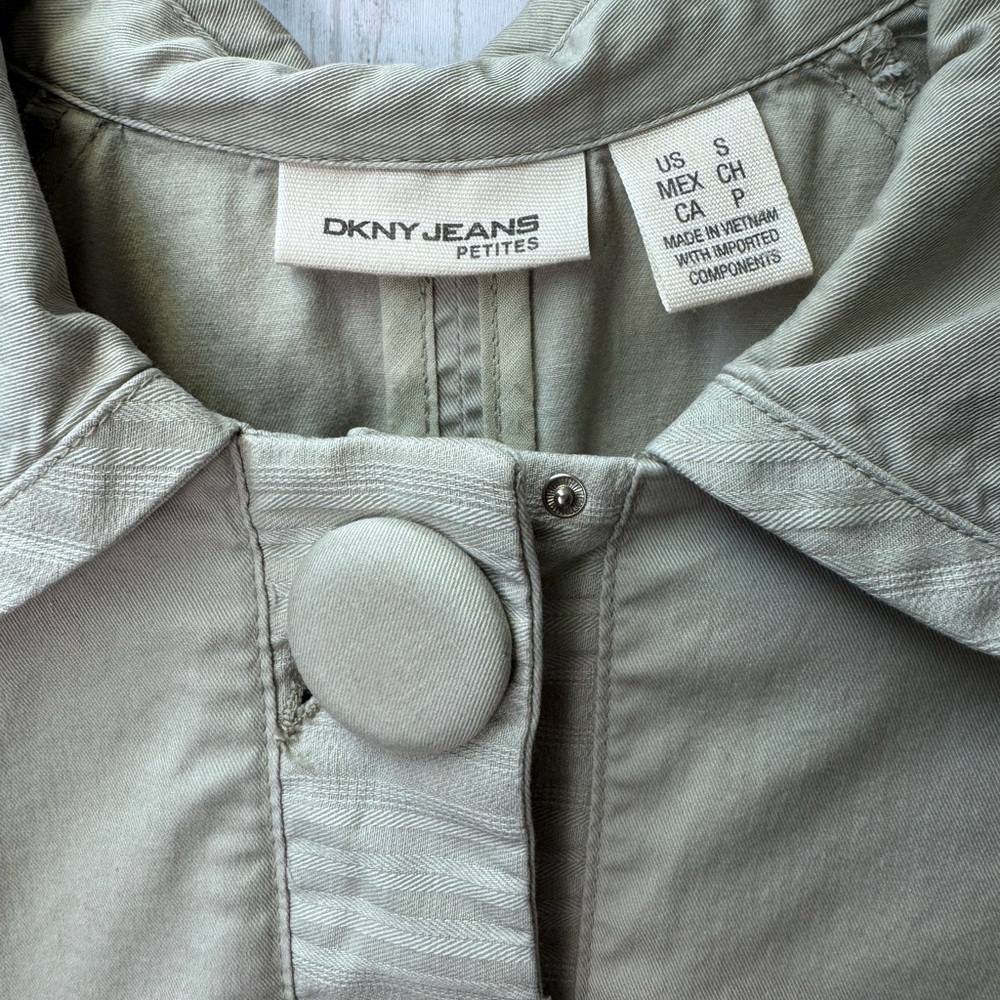 DKNY JEANS
PETITES
US S
MEX CH
CA P
MADE IN VIETNAM
WITH IMPORTED
COMPONENTS